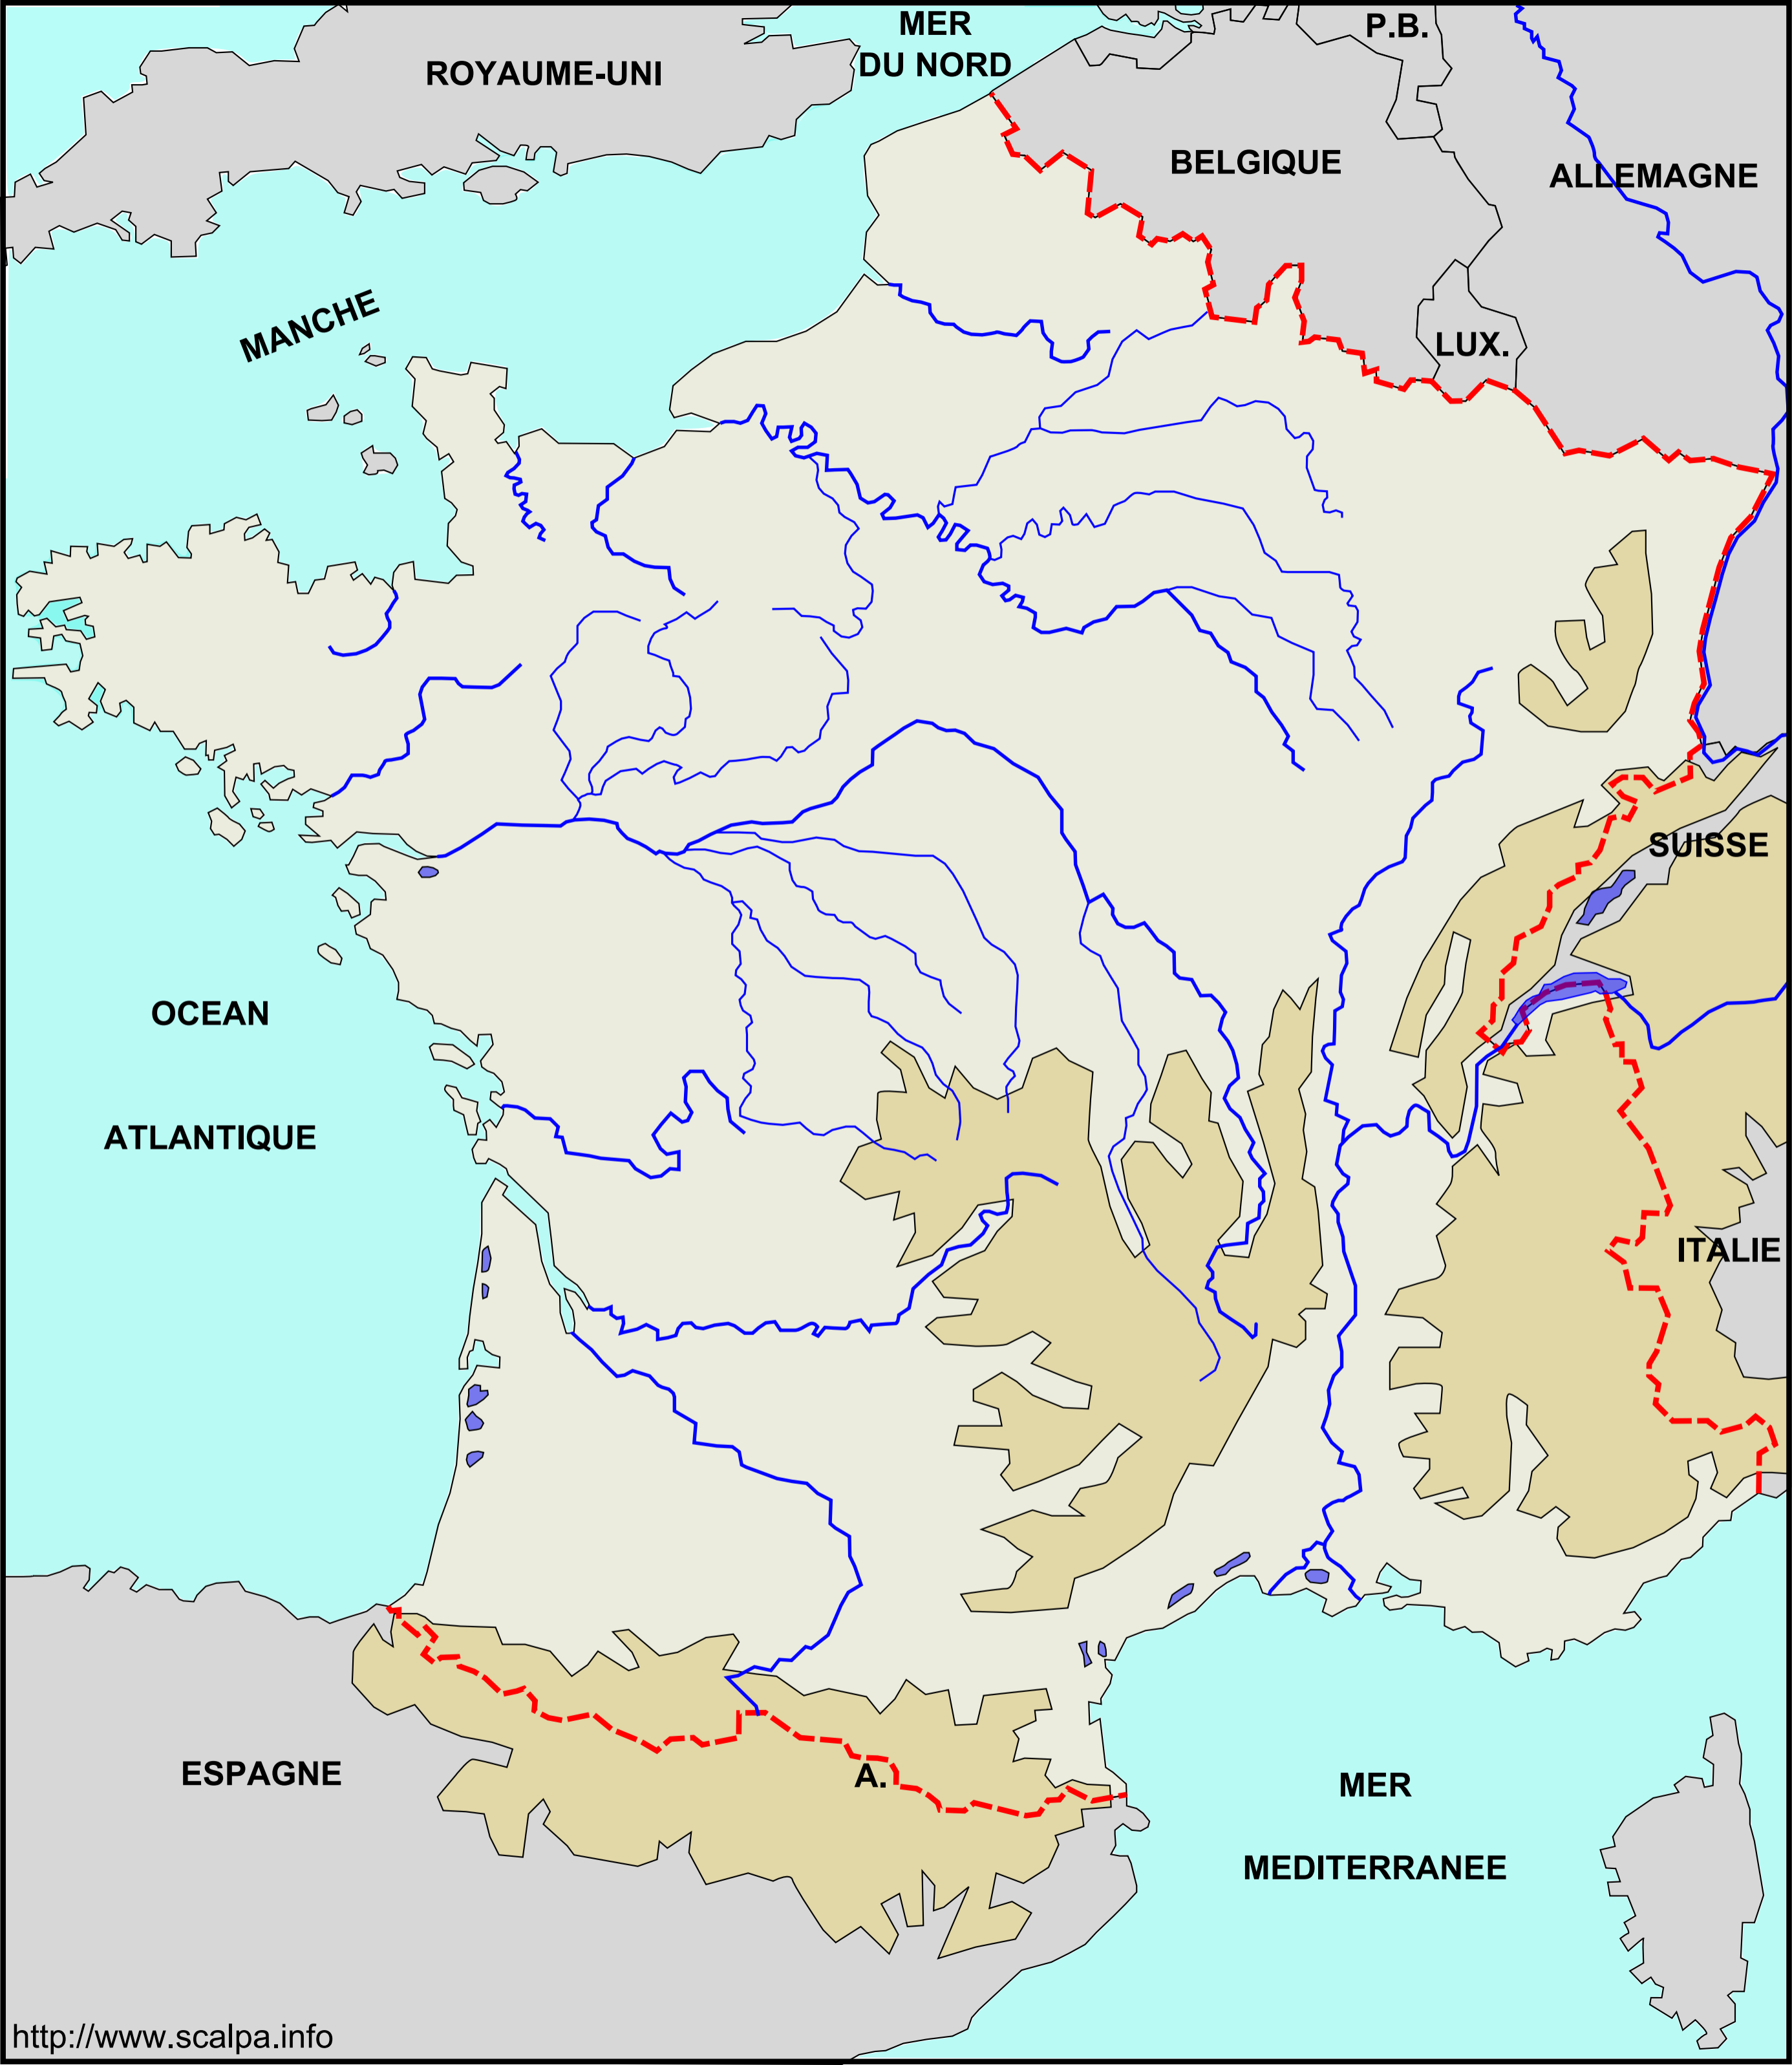 MER
DU NORD
P.B.
ROYAUME-UNI
BELGIQUE
ALLEMAGNE
MANCHE
LUX.
SUISSE
OCEAN
ATLANTIQUE
ITALIE
ESPAGNE
A.
MER
MEDITERRANEE
http://www.scalpa.info